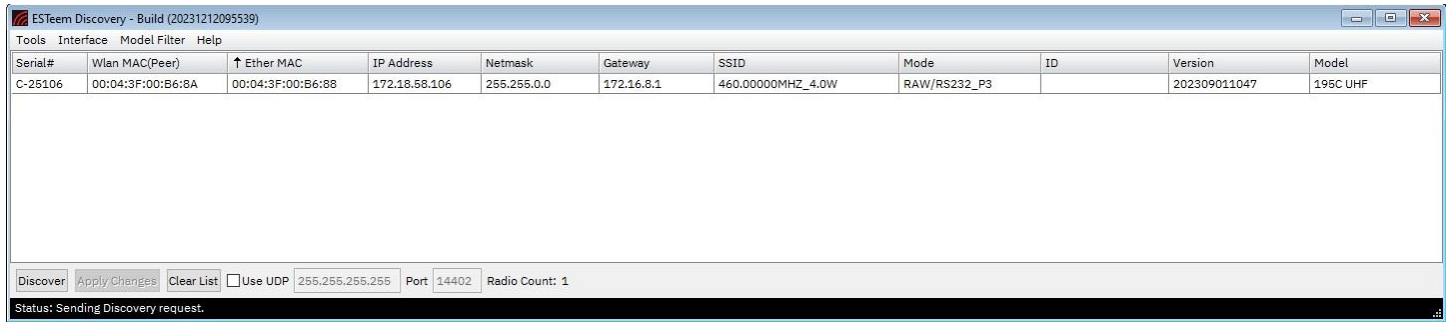 ESTeem Discovery - Build (20231212095539)
Tools Interface Model Filter Help
Serial# Wlan MAC(Peer) ↑ Ether MAC IP Address Netmask Gateway SSID Mode ID Version Model
C-25106 00:04:3F:00:B6:8A 00:04:3F:00:B6:88 172.18.58.106 255.255.0.0 172.16.8.1 460.00000MHZ_4.0W RAW/RS232_P3 202309011047 195C UHF
Discover Apply Changes Clear List Use UDP 255.255.255.255 Port 14402 Radio Count: 1
Status: Sending Discovery request.